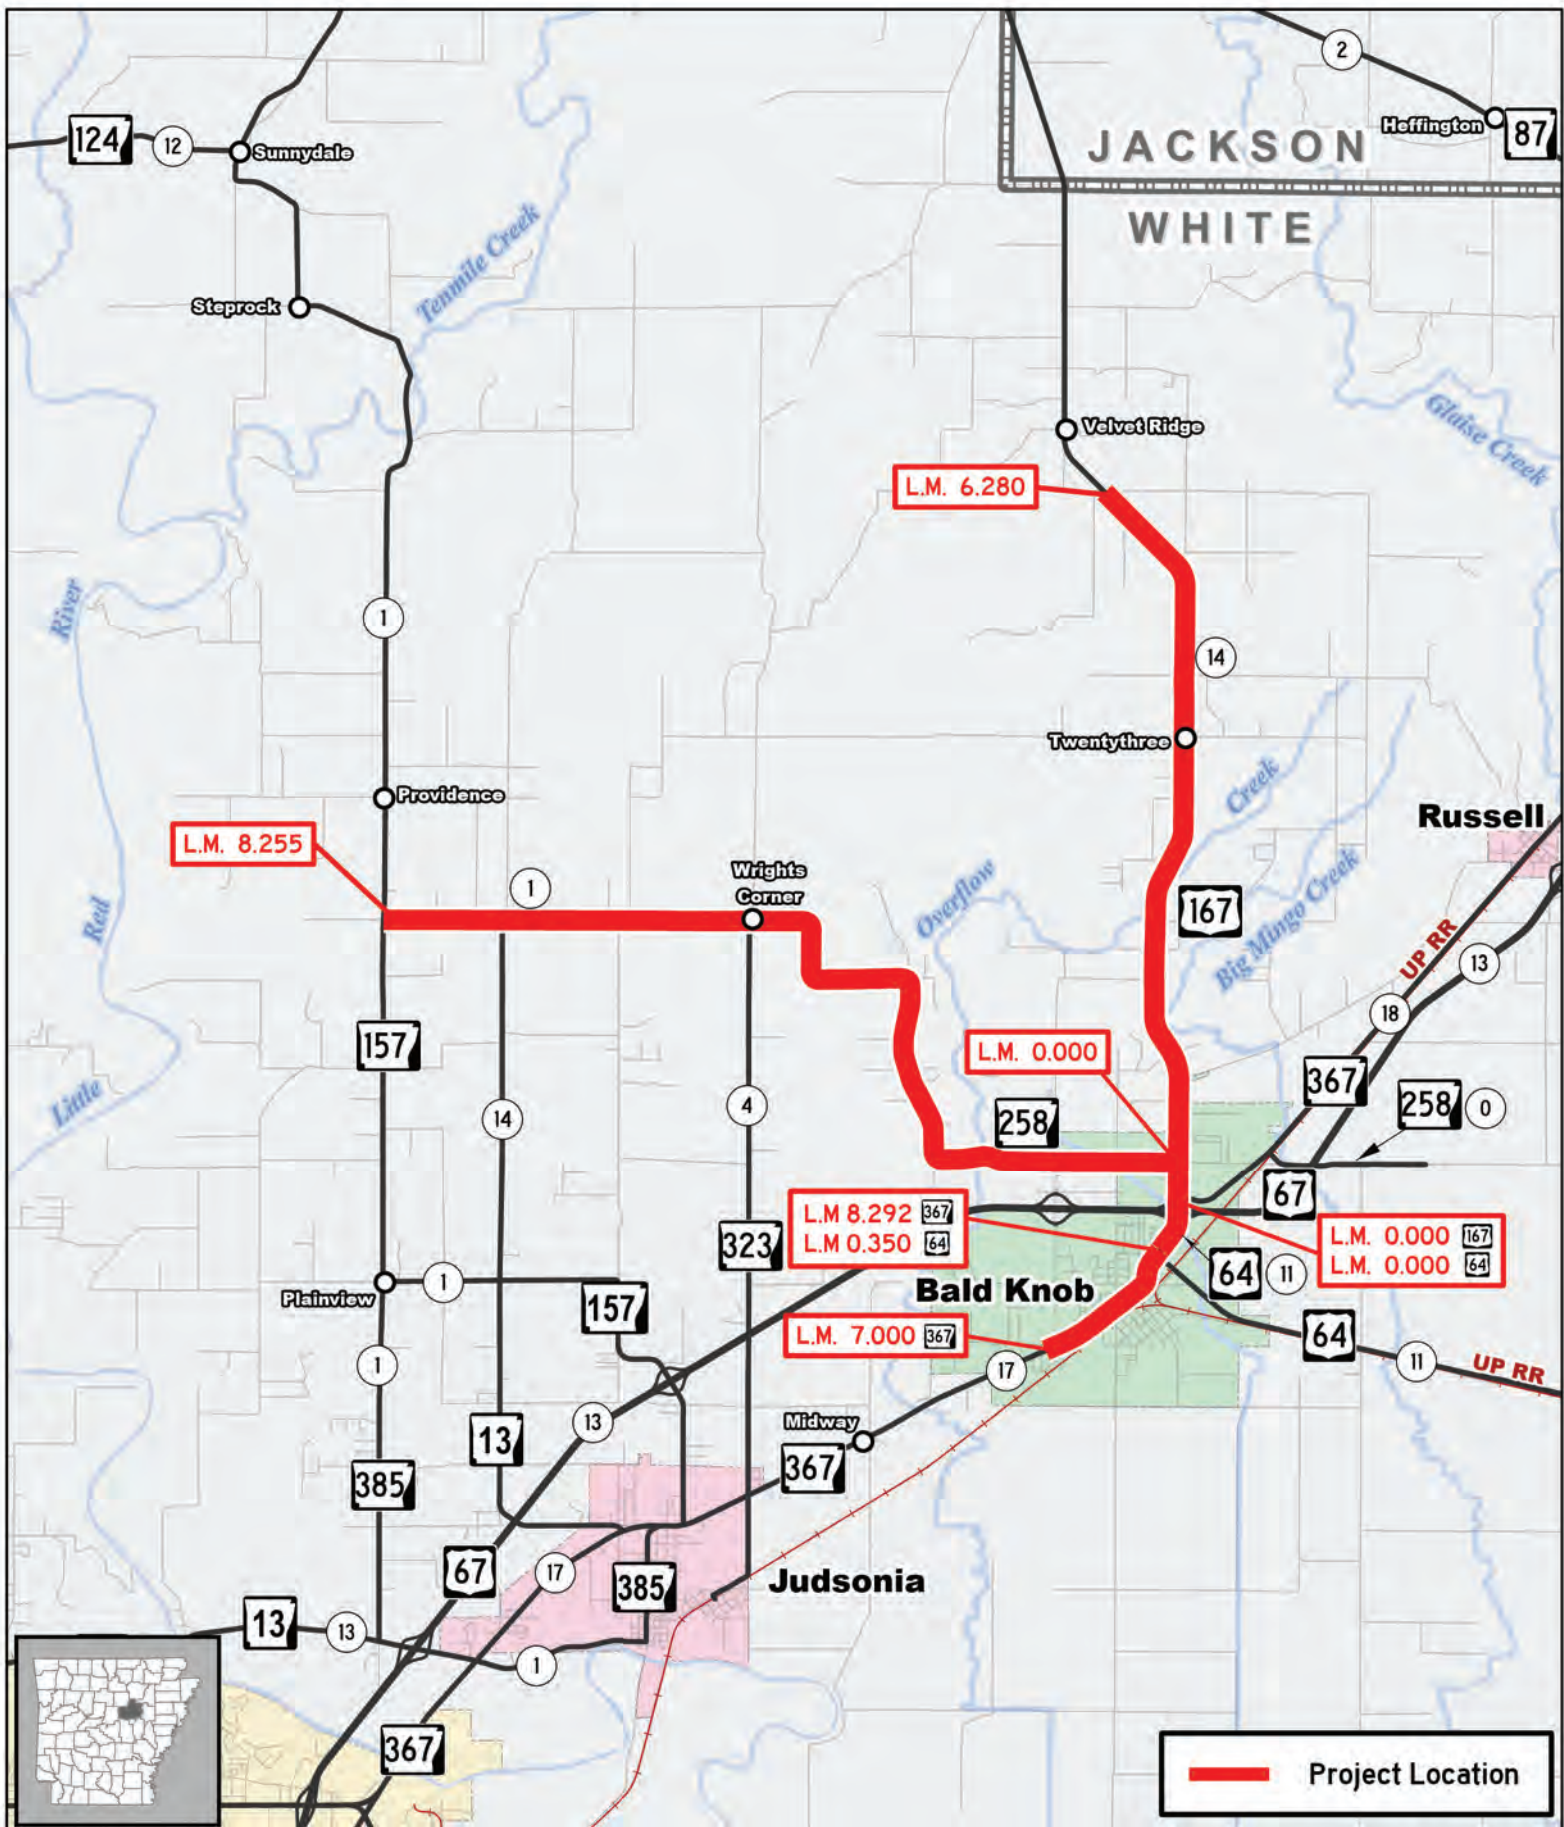 2
Heffington
87
124
12
Sunnydale
JACKSON
WHITE
Tenmile Creek
Steprock
Glaise Creek
Velvet Ridge
L.M. 6.280
River
1
14
Twentythree
Creek
Providence
Russell
L.M. 8.255
Wrights
Corner
1
Overflow
167
Big Mingo Creek
Red
UP RR
13
18
157
L.M. 0.000
367
258
0
Little
14
4
258
67
L.M 8.292 367
L.M 0.350 64
L.M. 0.000 167
L.M. 0.000 64
323
64
11
Bald Knob
Plainview
1
157
L.M. 7.000 367
64
11
UP RR
1
17
13
13
Midway
367
385
67
17
385
Judsonia
13
13
1
367
Project Location